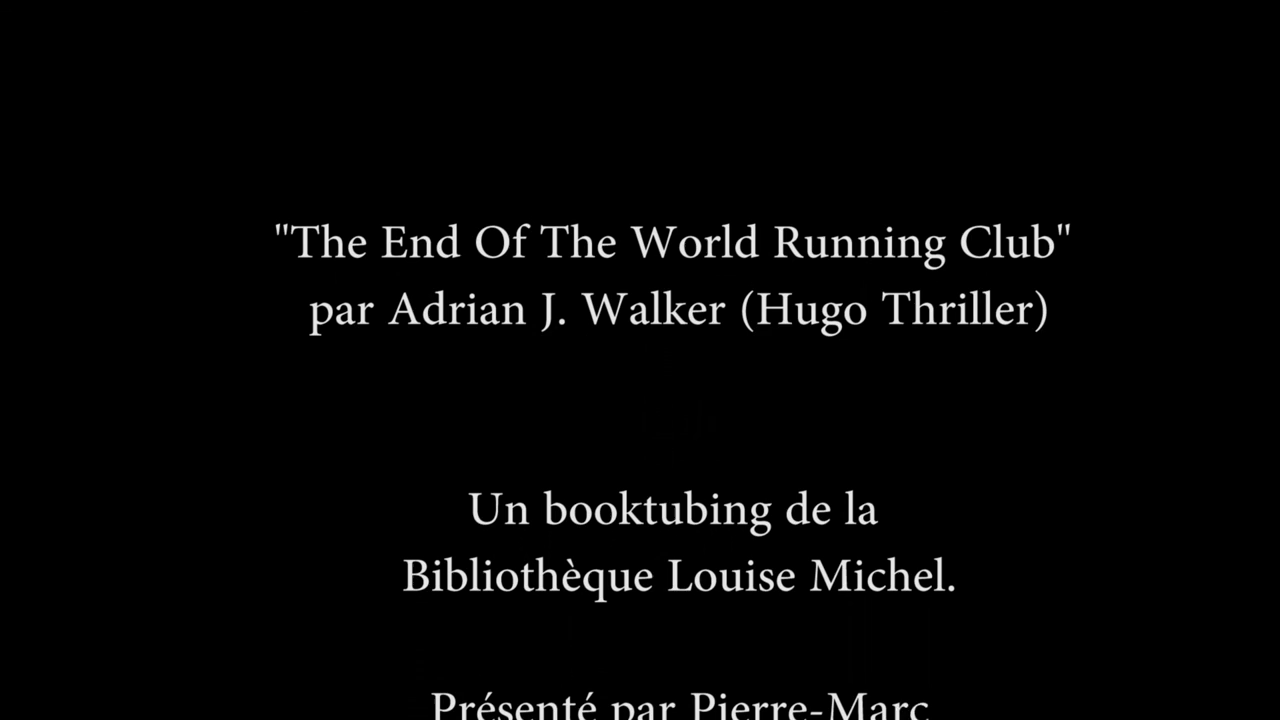 "The End Of The World Running Club"
par Adrian J. Walker (Hugo Thriller)
Un booktubing de la
Bibliothèque Louise Michel.
Présenté par Pierre-Marc